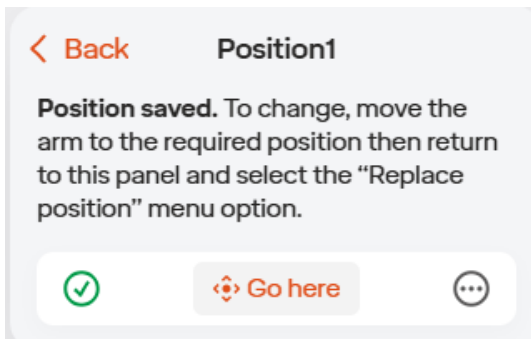 Back Position1
Position saved. To change, move the
arm to the required position then return
to this panel and select the “Replace
position” menu option.
Go here